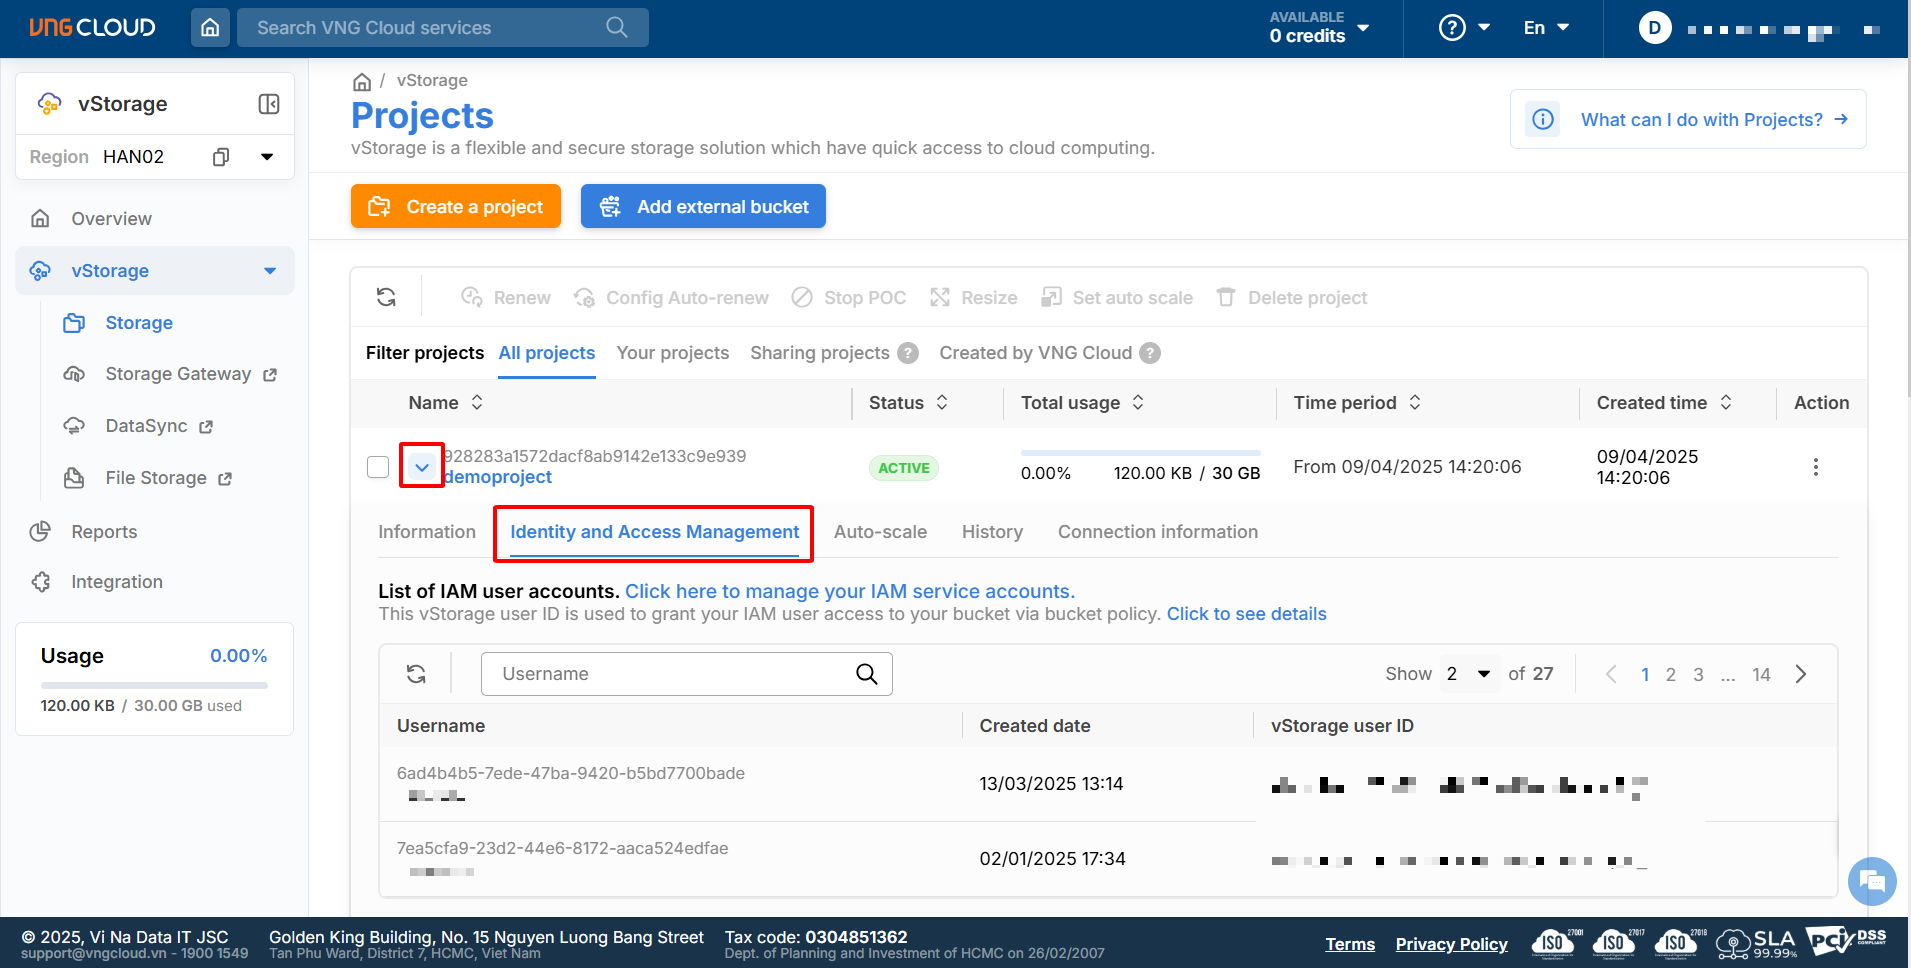 VNG CLOUD
Search VNG Cloud services
AVAILABLE
0 credits
?
En
D
vStorage
Region HAN02
Overview
vStorage
Storage
Storage Gateway
DataSync
File Storage
Reports
Integration
Usage 0.00%
120.00 KB / 30.00 GB used
/ vStorage
Projects
vStorage is a flexible and secure storage solution which have quick access to cloud computing.
What can I do with Projects?
Create a project
Add external bucket
Renew Config Auto-renew Stop POC Resize Set auto scale Delete project
Filter projects All projects Your projects Sharing projects ? Created by VNG Cloud ?
Name Status Total usage Time period Created time Action
928283a1572dacf8ab9142e133c9e939
demoproject
ACTIVE
0.00% 120.00 KB / 30 GB
From 09/04/2025 14:20:06
09/04/2025
14:20:06
Information Identity and Access Management Auto-scale History Connection information
List of IAM user accounts. Click here to manage your IAM service accounts.
This vStorage user ID is used to grant your IAM user access to your bucket via bucket policy. Click to see details
Username
Show 2 of 27
1 2 3 ... 14
Username Created date vStorage user ID
6ad4b4b5-7ede-47ba-9420-b5bd7700bade
13/03/2025 13:14
7ea5cfa9-23d2-44e6-8172-aaca524edfae
02/01/2025 17:34
© 2025, Vi Na Data IT JSC
support@vngcloud.vn - 1900 1549
Golden King Building, No. 15 Nguyen Luong Bang Street
Tan Phu Ward, District 7, HCMC, Viet Nam
Tax code: 0304851362
Dept. of Planning and Investment of HCMC on 26/02/2007
Terms
Privacy Policy
ISO 27001
ISO 27017
ISO 27018
SLA
99.99%
PCI DSS
COMPLIANT